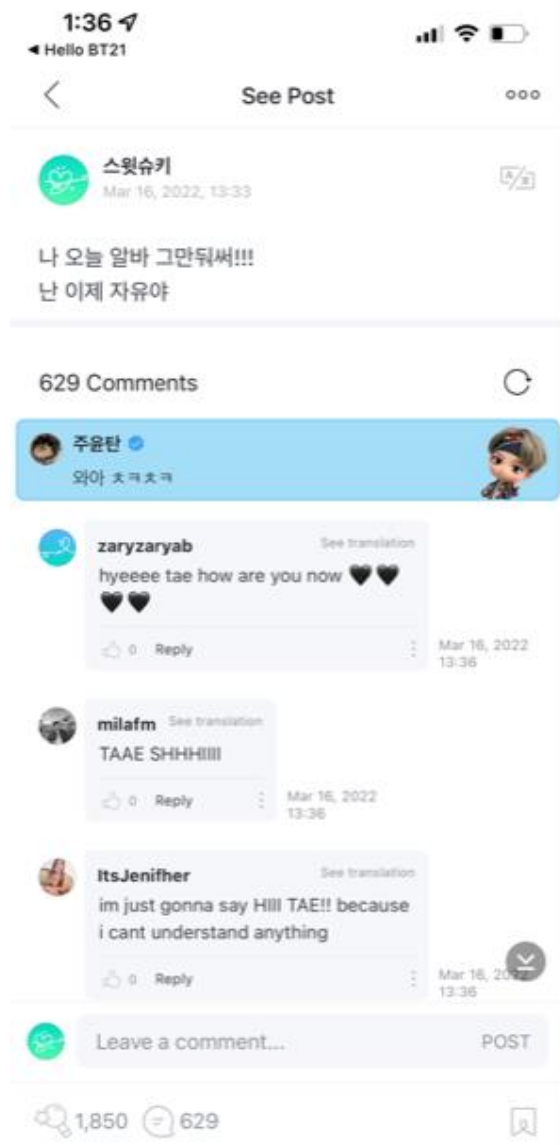 1:36
◀ Hello BT21
See Post
스윗슈키
Mar 16, 2022, 13:33
나 오늘 알바 그만둬써!!!
난 이제 자유야
629 Comments
주윤탄
와아 ㅊㅋㅊㅋ
zaryzaryab See translation
hyeeee tae how are you now 🖤🖤
🖤🖤
0 Reply
Mar 16, 2022
13:36
milafm See translation
TAAE SHHHIIII
0 Reply
Mar 16, 2022
13:36
ItsJenifher See translation
im just gonna say HIII TAE!! because
i cant understand anything
0 Reply
Mar 16, 2022
13:36
Leave a comment... POST
1,850 629